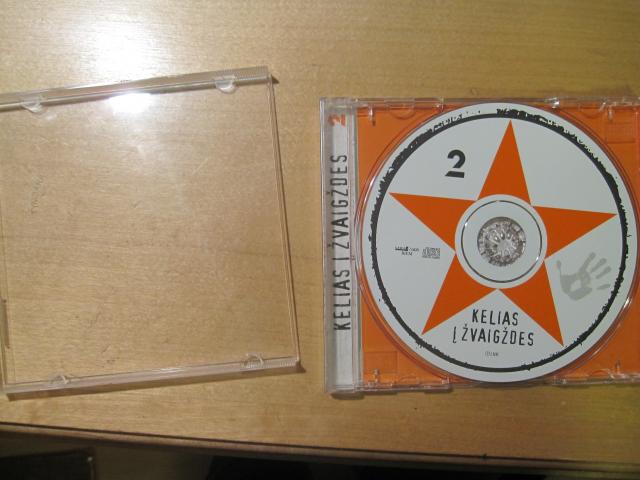 KELIAS Į ŽVAIGŽDES 2
2
KELIAS
Į ŽVAIGŽDES